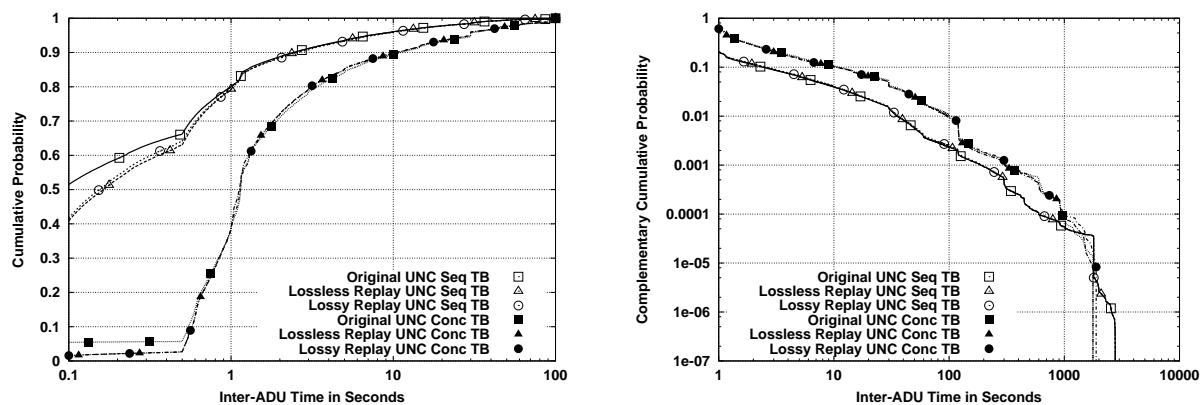 Cumulative Probability
1
0.9
0.8
0.7
0.6
0.5
0.4
0.3
0.2
0.1
0
Original UNC Seq TB
Lossless Replay UNC Seq TB
Lossy Replay UNC Seq TB
Original UNC Conc TB
Lossless Replay UNC Conc TB
Lossy Replay UNC Conc TB
0.1 1 10 100
Inter-ADU Time in Seconds
Complementary Cumulative Probability
1
0.1
0.01
0.001
0.0001
1e-05
1e-06
1e-07
Original UNC Seq TB
Lossless Replay UNC Seq TB
Lossy Replay UNC Seq TB
Original UNC Conc TB
Lossless Replay UNC Conc TB
Lossy Replay UNC Conc TB
1 10 100 1000 10000
Inter-ADU Time in Seconds